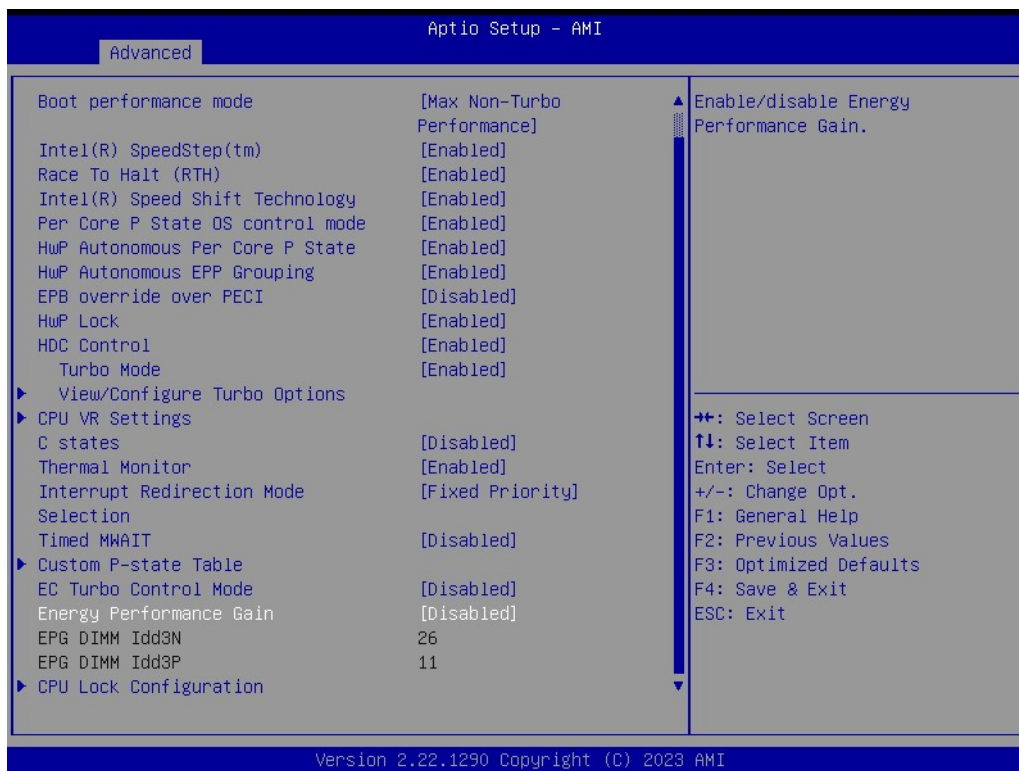 Aptio Setup – AMI
Advanced
Boot performance mode [Max Non-Turbo Performance]
Intel(R) SpeedStep(tm) [Enabled]
Race To Halt (RTH) [Enabled]
Intel(R) Speed Shift Technology [Enabled]
Per Core P State OS control mode [Enabled]
HwP Autonomous Per Core P State [Enabled]
HwP Autonomous EPP Grouping [Enabled]
EPB override over PECI [Disabled]
HwP Lock [Enabled]
HDC Control [Enabled]
Turbo Mode [Enabled]
View/Configure Turbo Options
CPU VR Settings
C states [Disabled]
Thermal Monitor [Enabled]
Interrupt Redirection Mode [Fixed Priority]
Selection
Timed MWAIT [Disabled]
Custom P-state Table
EC Turbo Control Mode [Disabled]
Energy Performance Gain [Disabled]
EPG DIMM Idd3N 26
EPG DIMM Idd3P 11
CPU Lock Configuration
Enable/disable Energy
Performance Gain.
→←: Select Screen
↑↓: Select Item
Enter: Select
+/-: Change Opt.
F1: General Help
F2: Previous Values
F3: Optimized Defaults
F4: Save & Exit
ESC: Exit
Version 2.22.1290 Copyright (C) 2023 AMI